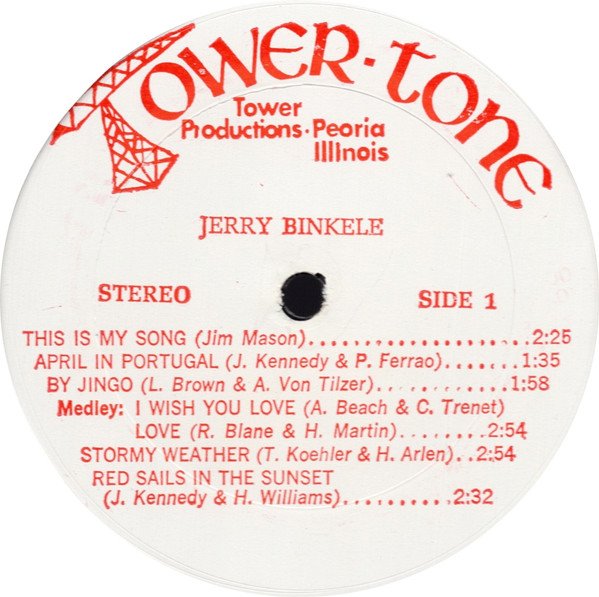 TOWER-TONE
Tower
Productions·Peoria
Illinois
JERRY BINKELE
STEREO
SIDE 1
THIS IS MY SONG (Jim Mason)..........................2:25
APRIL IN PORTUGAL (J. Kennedy & P. Ferrao)..........1:35
BY JINGO (L. Brown & A. Von Tilzer)..............1:58
Medley: I WISH YOU LOVE (A. Beach & C. Trenet)
LOVE (R. Blane & H. Martin).........2:54
STORMY WEATHER (T. Koehler & H. Arlen)..2:54
RED SAILS IN THE SUNSET
(J. Kennedy & H. Williams)...........2:32